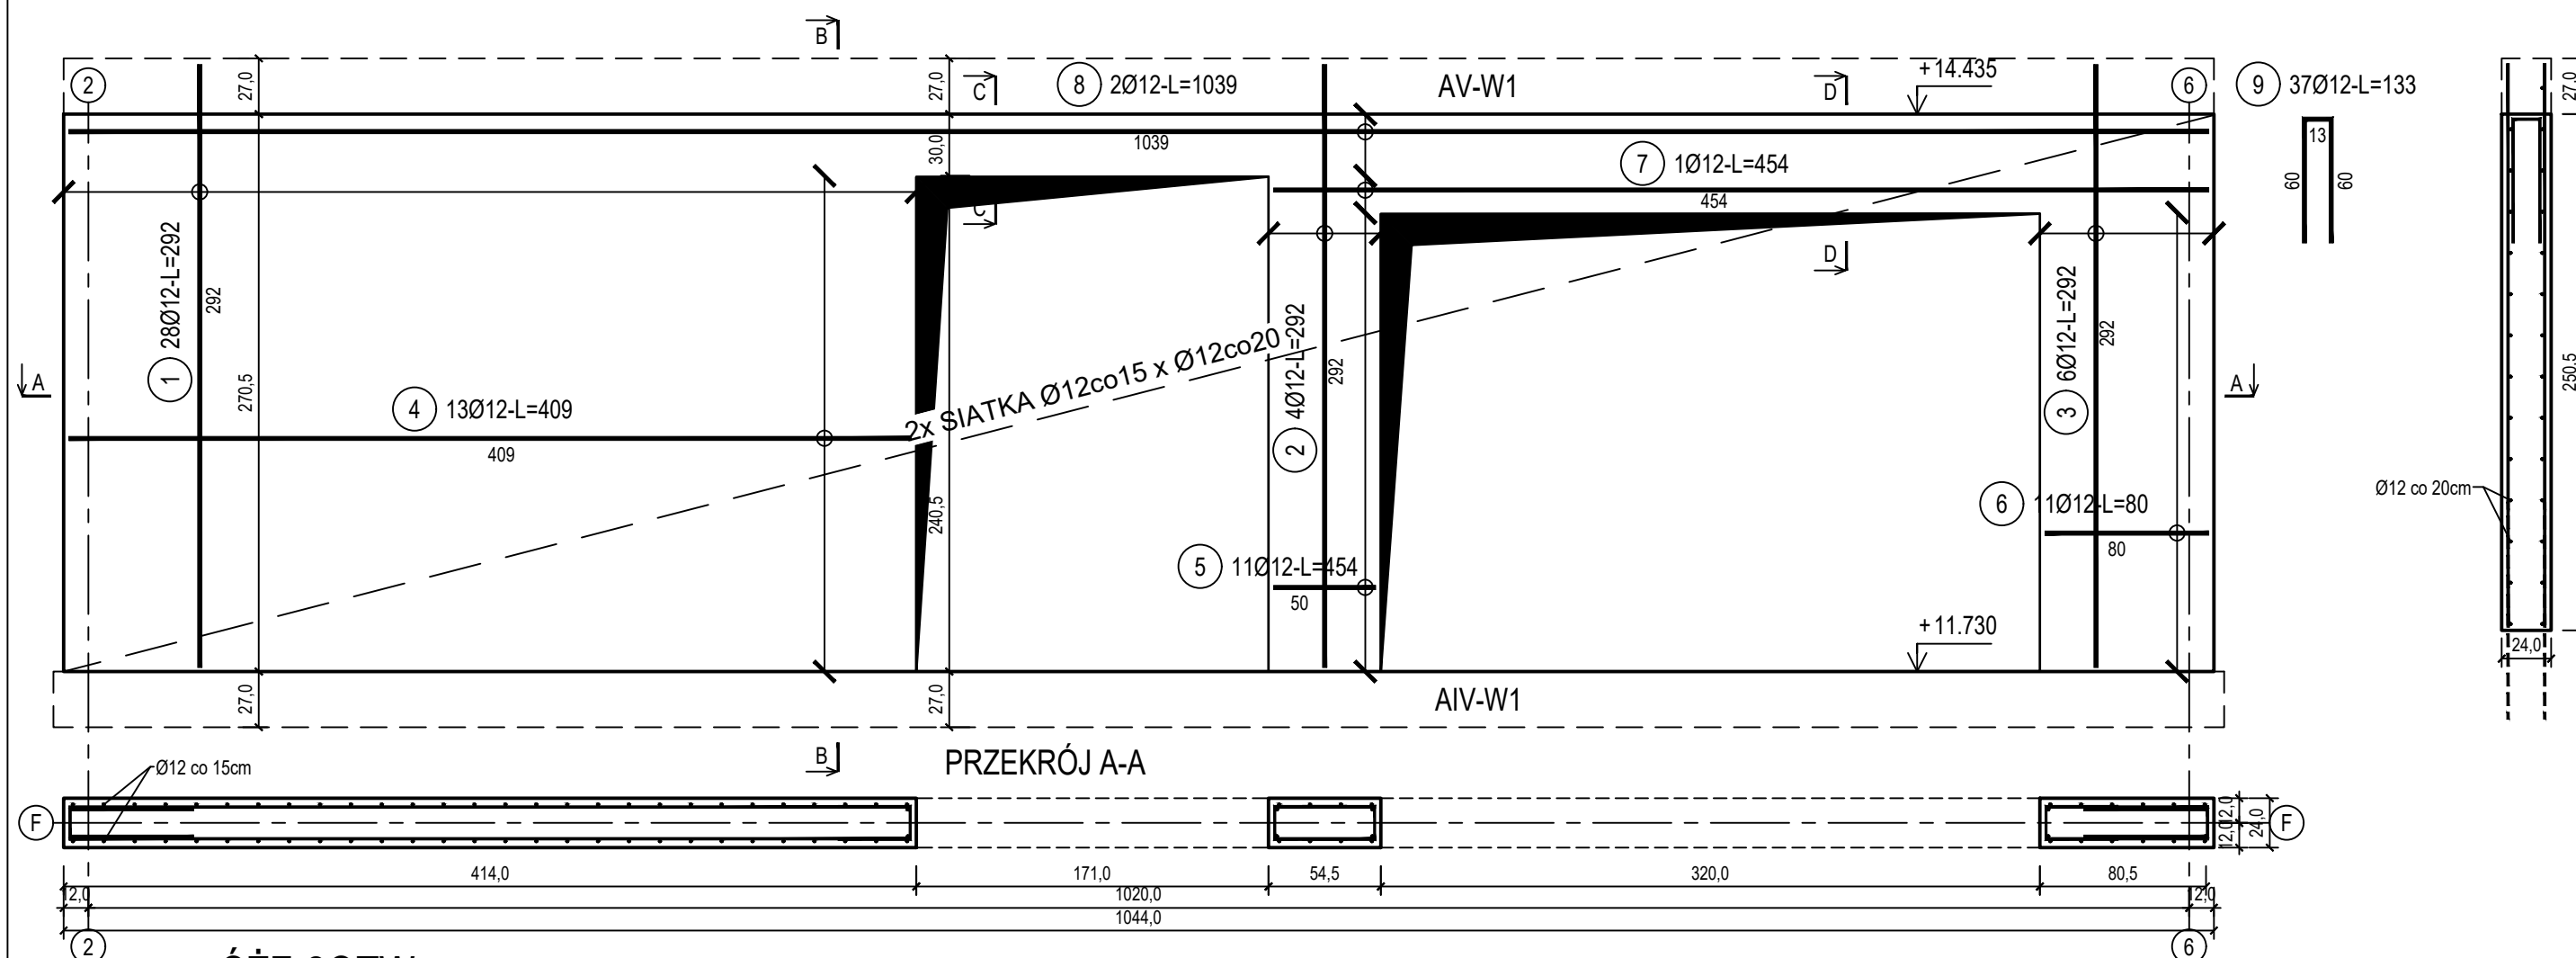 B
2
27,0
27,0
C
8 2Ø12-L=1039
AV-W1
D
+14.435
6
9 37Ø12-L=133
27,0
1039
30,0
7 1Ø12-L=454
454
13
60
60
C
D
1 28Ø12-L=292
292
270,5
A
4 13Ø12-L=409
409
2x SIATKA Ø12co15 x Ø12co20
2 4Ø12-L=292
292
3 6Ø12-L=292
292
A
250,5
240,5
Ø12 co 20cm
6 11Ø12-L=80
80
5 11Ø12-L=454
50
+11.730
24,0
27,0
27,0
AIV-W1
B
PRZEKRÓJ A-A
Ø12 co 15cm
F
12,0
12,0
24,0
F
414,0
171,0
54,5
320,0
80,5
12,0
1020,0
12,0
1044,0
2
6